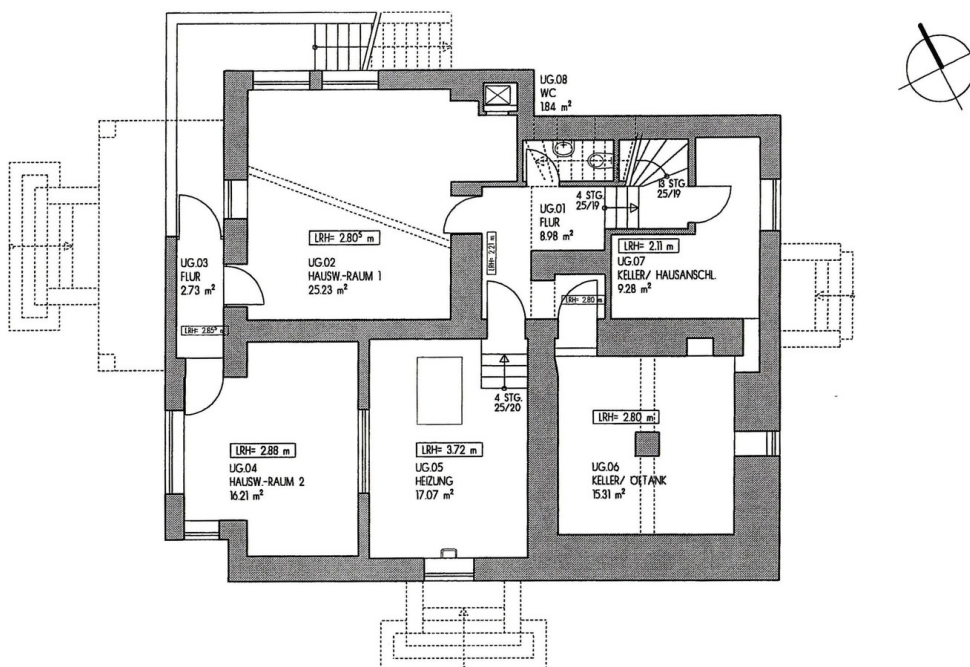 UG.08
WC
1.84 m²
13 STG.
25/19
4 STG.
25/19
UG.01
FLUR
8.98 m²
LRH= 2.21 m
LRH= 2.80⁵ m
UG.02
HAUSW.-RAUM 1
25.23 m²
UG.03
FLUR
2.73 m²
LRH= 2.85⁵ m
LRH= 2.11 m
UG.07
KELLER/ HAUSANSCHL.
9.28 m²
LRH= 2.80 m
4 STG.
25/20
LRH= 2.88 m
UG.04
HAUSW.-RAUM 2
16.21 m²
LRH= 3.72 m
UG.05
HEIZUNG
17.07 m²
LRH= 2.80 m
UG.06
KELLER/ ÖLTANK
15.31 m²